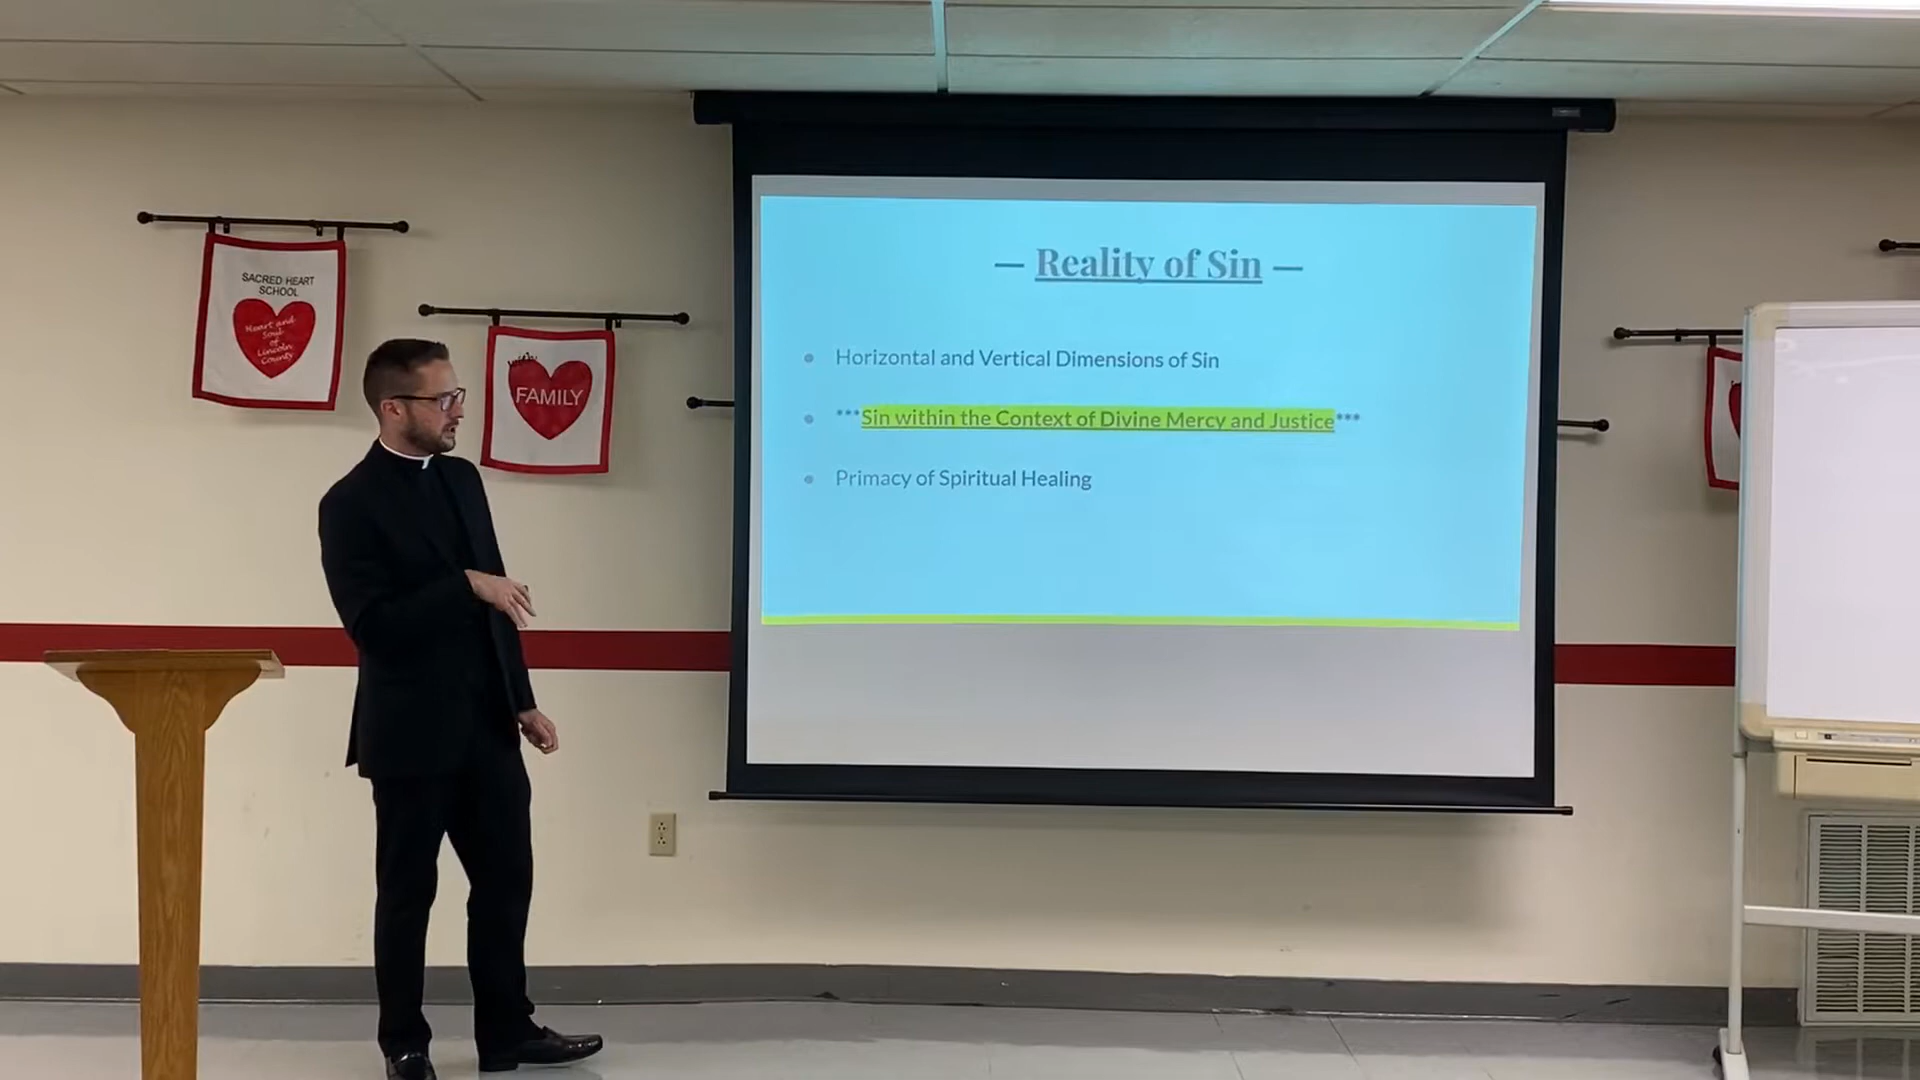 SACRED HEART
SCHOOL
Heart and
Soul
of
Lincoln
County
with
FAMILY
— Reality of Sin —
● Horizontal and Vertical Dimensions of Sin
● ***Sin within the Context of Divine Mercy and Justice***
● Primacy of Spiritual Healing